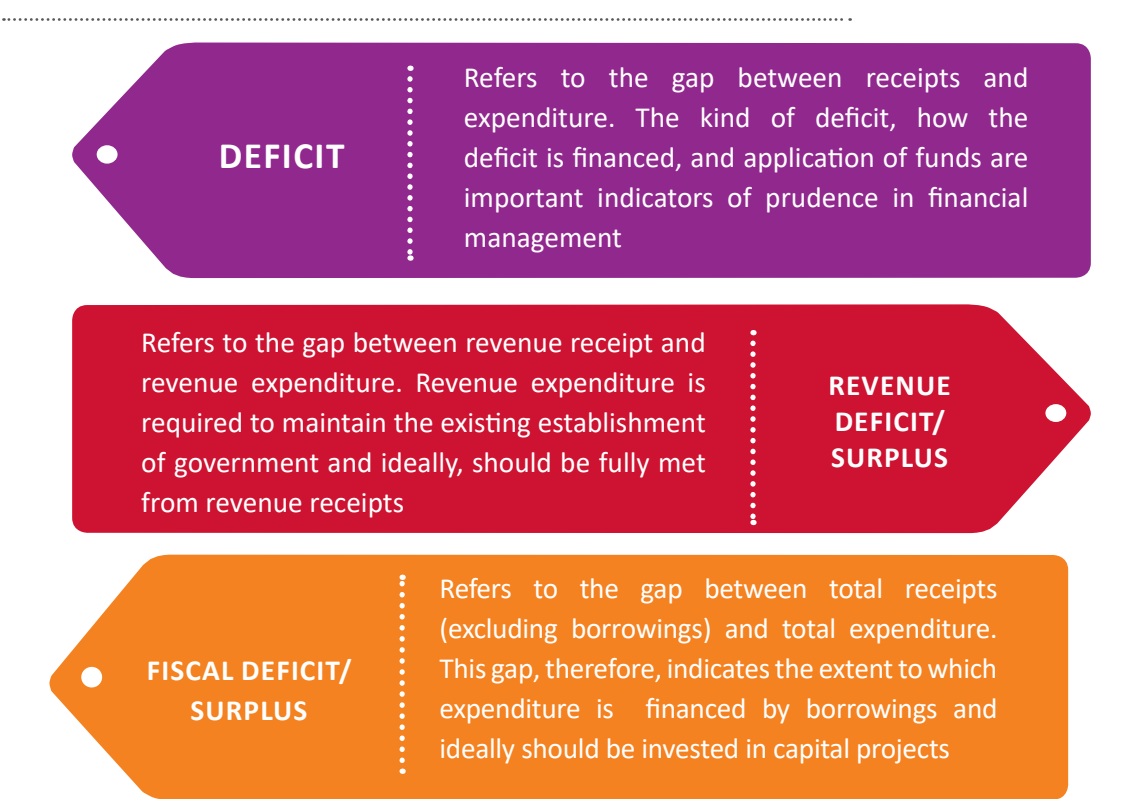 DEFICIT
Refers to the gap between receipts and
expenditure. The kind of deficit, how the
deficit is financed, and application of funds are
important indicators of prudence in financial
management
Refers to the gap between revenue receipt and
revenue expenditure. Revenue expenditure is
required to maintain the existing establishment
of government and ideally, should be fully met
from revenue receipts
REVENUE
DEFICIT/
SURPLUS
FISCAL DEFICIT/
SURPLUS
Refers to the gap between total receipts
(excluding borrowings) and total expenditure.
This gap, therefore, indicates the extent to which
expenditure is financed by borrowings and
ideally should be invested in capital projects